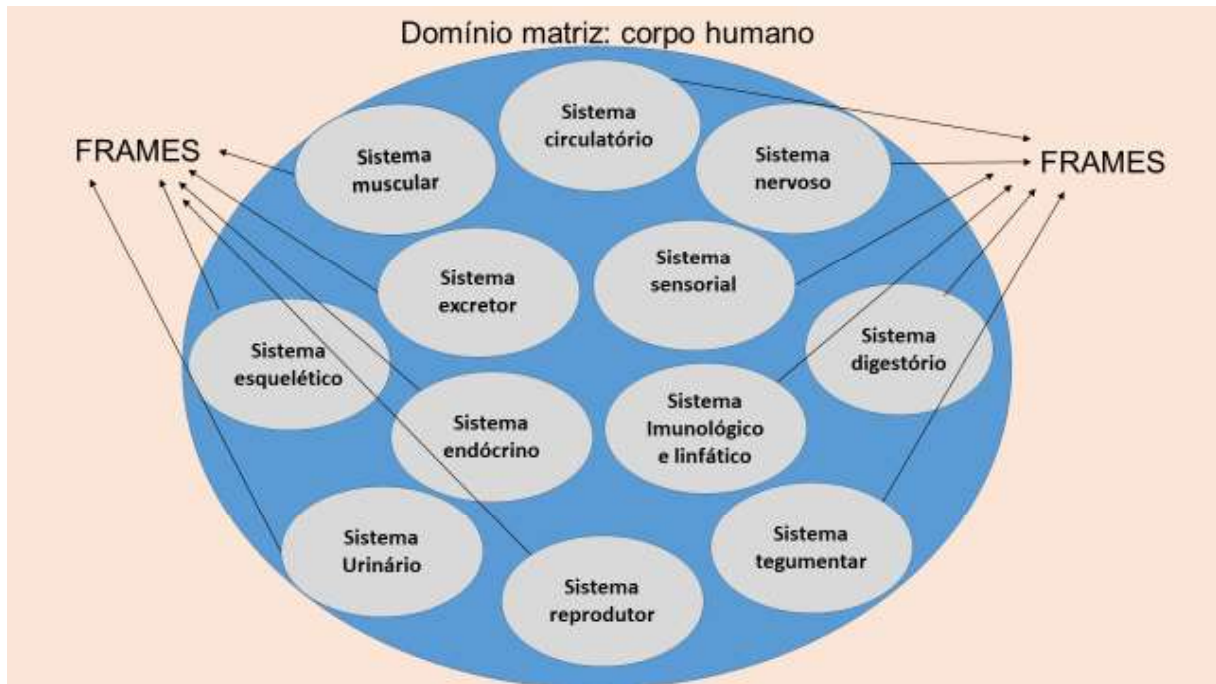 Domínio matriz: corpo humano
FRAMES
Sistema
muscular
Sistema
circulatório
Sistema
nervoso
FRAMES
Sistema
excretor
Sistema
sensorial
Sistema
esquelético
Sistema
digestório
Sistema
endócrino
Sistema
Imunológico
e linfático
Sistema
Urinário
Sistema
reprodutor
Sistema
tegumentar